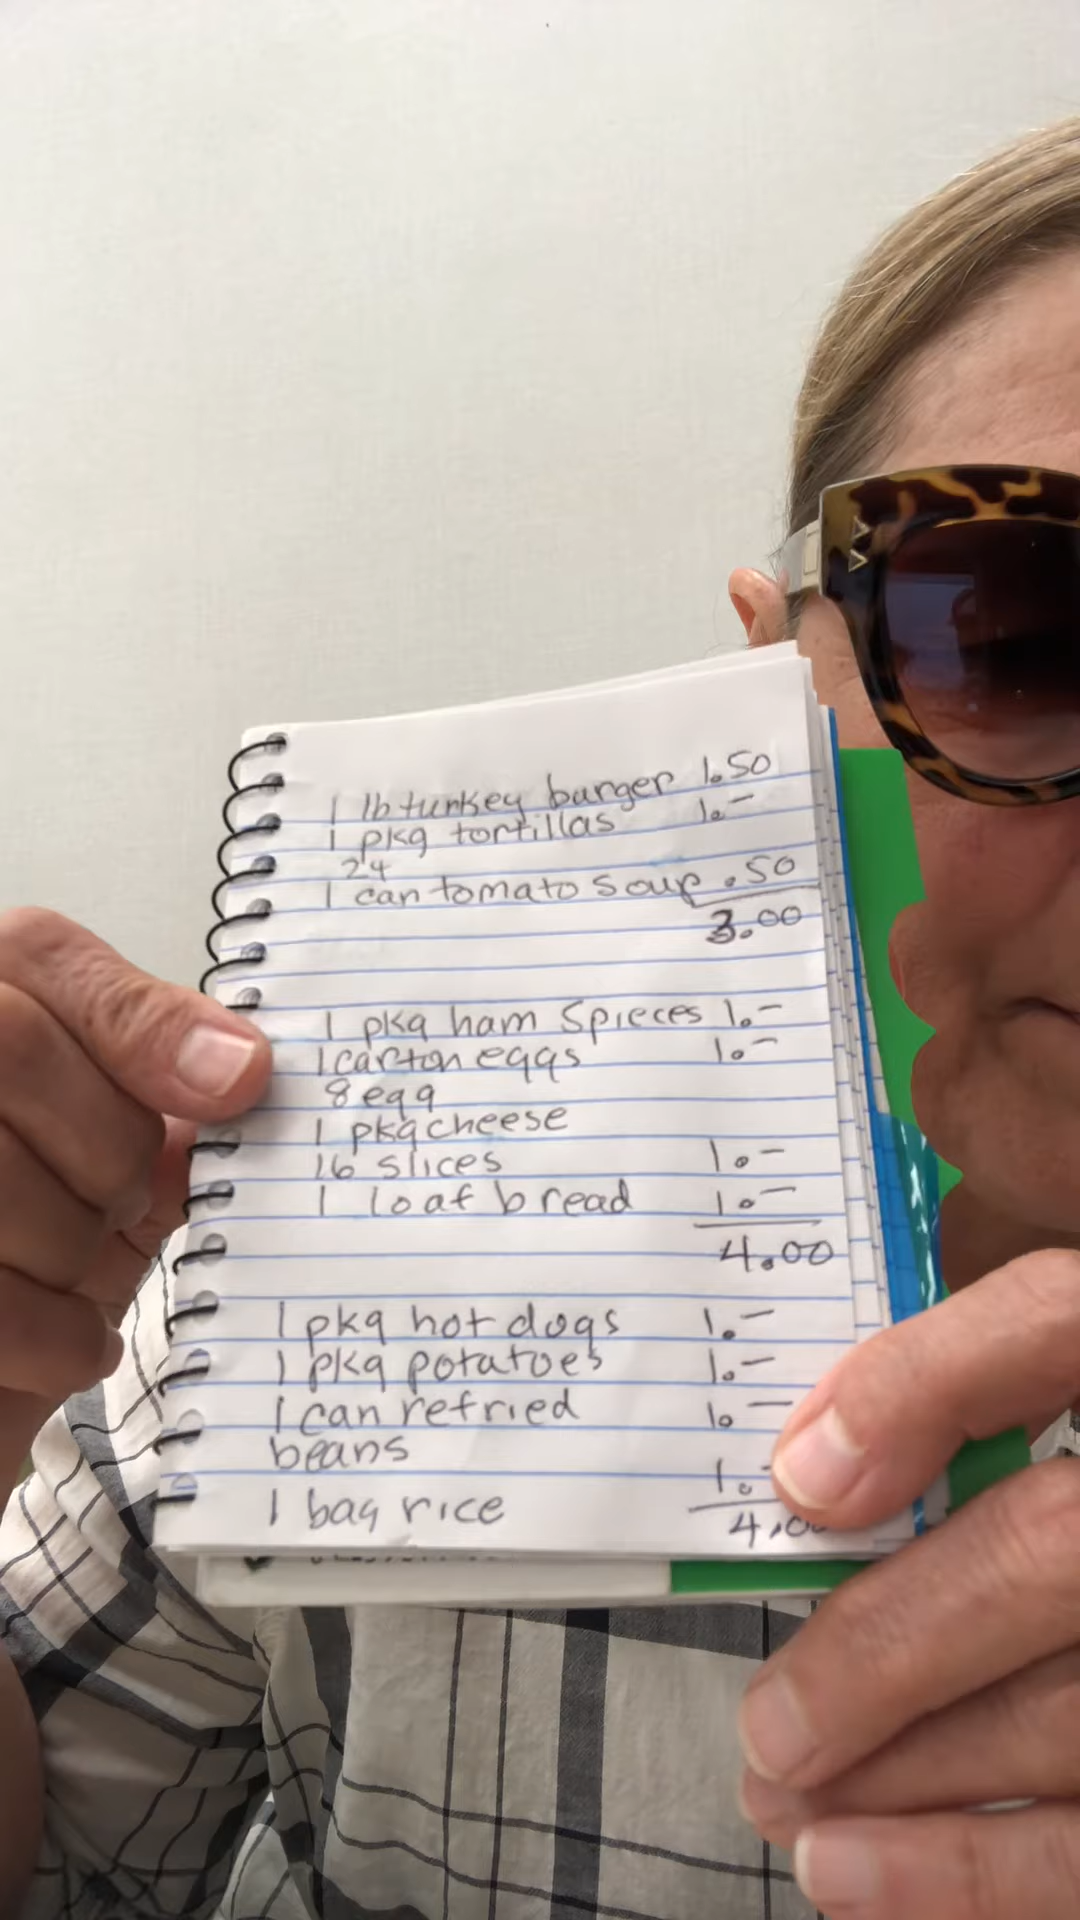 1 lb turkey burger 1.50
1 pkg tortillas 1.-
24
1 can tomato soup .50
3.00
1 pkg ham 5 pieces 1.-
1 carton eggs 1.-
8 egg
1 pkg cheese
16 slices 1.-
1 loaf bread 1.-
4.00
1 pkg hot dogs 1.-
1 pkg potatoes 1.-
1 can refried 1.-
beans
1.-
1 bag rice
4.00